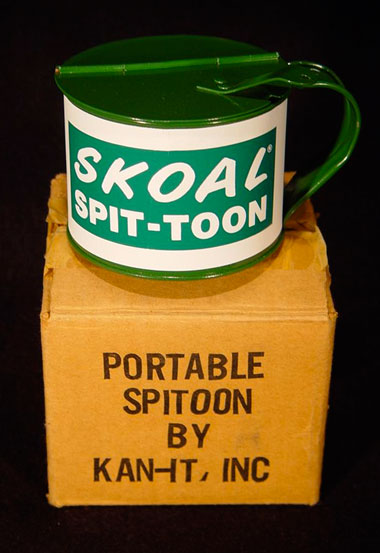 SKOAL®
SPIT-TOON
PORTABLE
SPITOON
BY
KAN-IT, INC